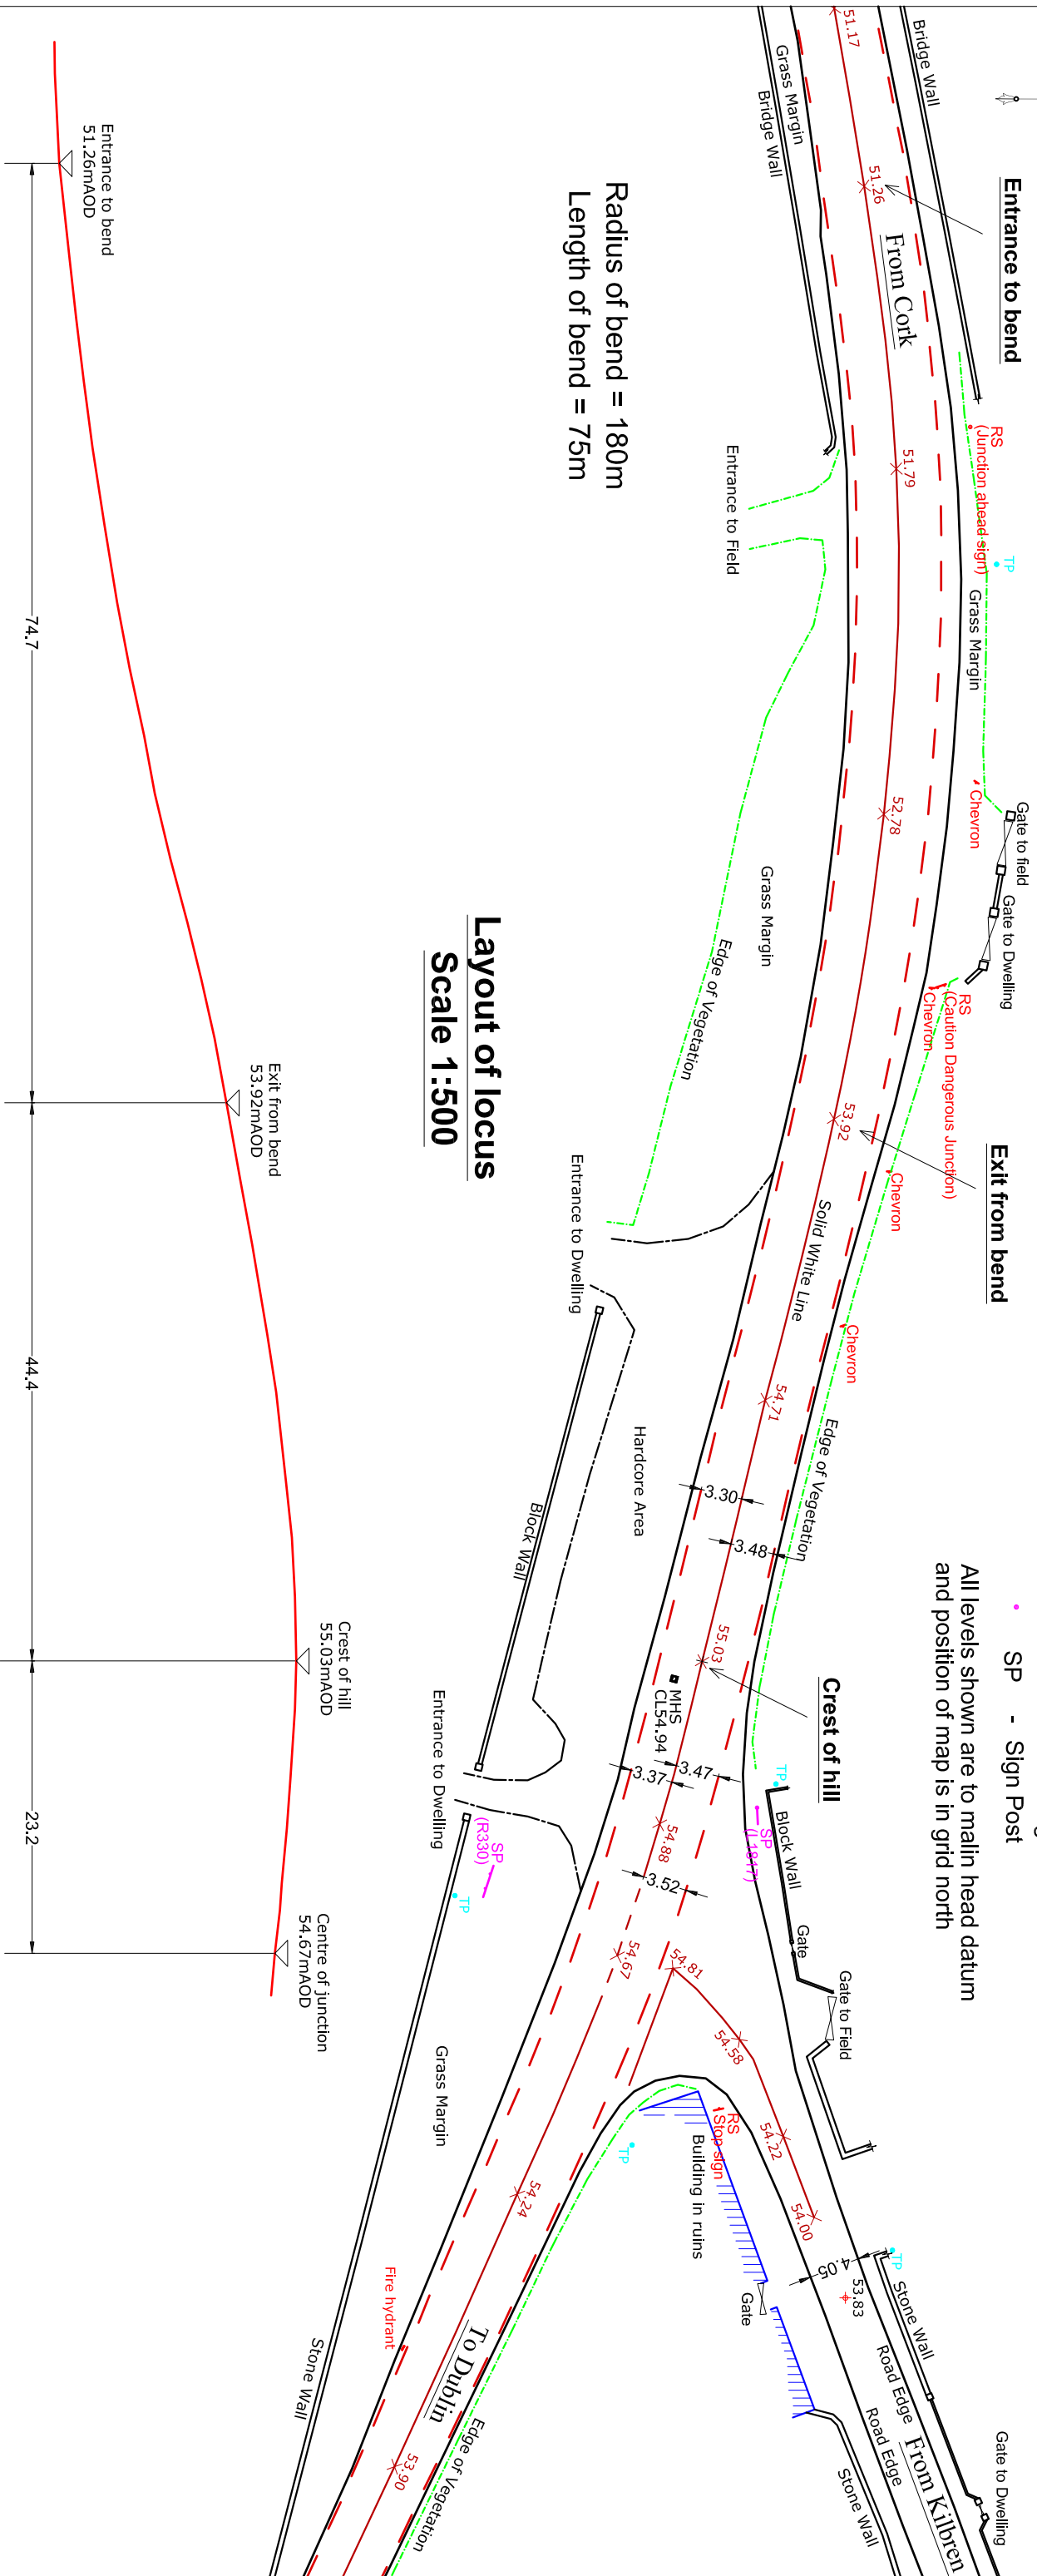 Bridge Wall
51.17
Grass Margin
Bridge Wall
51.26
Entrance to bend
From Cork
Radius of bend = 180m
Length of bend = 75m
Entrance to bend
51.26mAOD
RS
(Junction ahead sign)
51.79
TP
Entrance to Field
Grass Margin
74.7
Chevron
52.78
Gate to field
Gate to Dwelling
Grass Margin
Edge of Vegetation
Layout of locus
Scale 1:500
RS
(Caution Dangerous Junction)
Chevron
53.92
Exit from bend
Chevron
Exit from bend
53.92mAOD
Entrance to Dwelling
Solid White Line
Chevron
54.71
Edge of Vegetation
44.4
Hardcore Area
Block Wall
3.30
3.48
SP - Sign Post
All levels shown are to malin head datum
and position of map is in grid north
55.03
Crest of hill
MHS
CL54.94
Crest of hill
55.03mAOD
Entrance to Dwelling
3.47
3.37
TP
SP
(L1817)
Block Wall
54.88
SP
(R330)
TP
3.52
23.2
Gate
54.67
54.81
Gate to Field
Centre of junction
54.67mAOD
54.58
Grass Margin
RS
Stop sign
TP
Building in ruins
54.22
54.24
54.00
4.05
53.83
TP
Stone Wall
Gate
Fire hydrant
To Dublin
Road Edge
Road Edge
From Kilbren
Gate to Dwelling
Stone Wall
53.90
Edge of Vegetation
Stone Wall